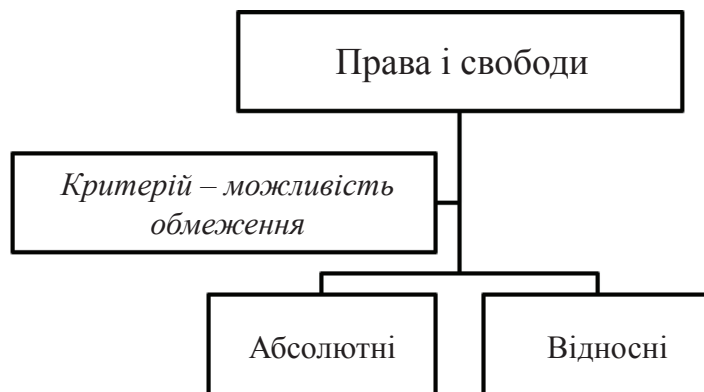 Права і свободи
Критерій – можливість
обмеження
Абсолютні
Відносні